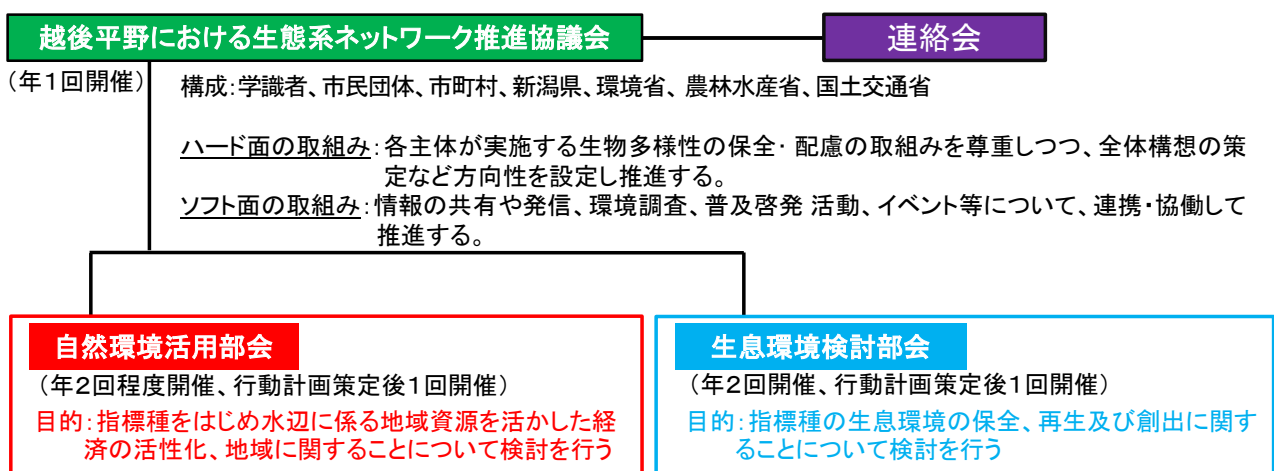 越後平野における生態系ネットワーク推進協議会
連絡会
(年1回開催)
構成:学識者、市民団体、市町村、新潟県、環境省、 農林水産省、国土交通省
ハード面の取組み:各主体が実施する生物多様性の保全・ 配慮の取組みを尊重しつつ、全体構想の策
定など方向性を設定し推進する。
ソフト面の取組み:情報の共有や発信、環境調査、普及啓発 活動、イベント等について、連携・協働して
推進する。
自然環境活用部会
(年2回程度開催、行動計画策定後1回開催)
目的:指標種をはじめ水辺に係る地域資源を活かした経
済の活性化、地域に関することについて検討を行う
生息環境検討部会
(年2回開催、行動計画策定後1回開催)
目的:指標種の生息環境の保全、再生及び創出に関す
ることについて検討を行う